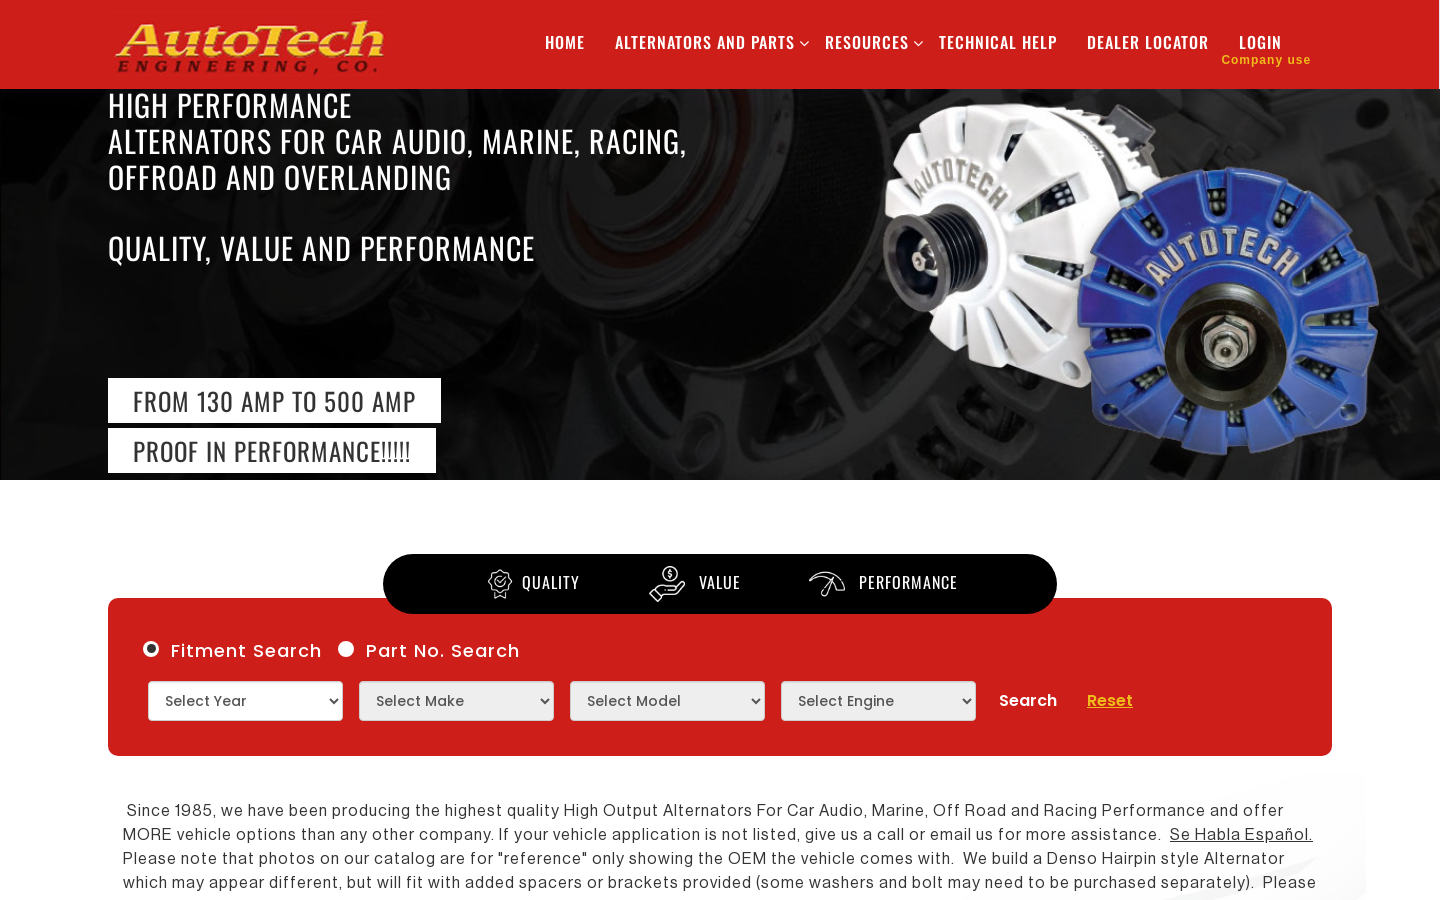 AutoTech
ENGINEERING, CO.
HOME
ALTERNATORS AND PARTS
RESOURCES
TECHNICAL HELP
DEALER LOCATOR
LOGIN
Company use
HIGH PERFORMANCE
ALTERNATORS FOR CAR AUDIO, MARINE, RACING,
OFFROAD AND OVERLANDING
QUALITY, VALUE AND PERFORMANCE
AUTOTECH
AUTOTECH
FROM 130 AMP TO 500 AMP
PROOF IN PERFORMANCE!!!!!
QUALITY
VALUE
PERFORMANCE
Fitment Search
Part No. Search
Select Year
Select Make
Select Model
Select Engine
Search
Reset
Since 1985, we have been producing the highest quality High Output Alternators For Car Audio, Marine, Off Road and Racing Performance and offer
MORE vehicle options than any other company. If your vehicle application is not listed, give us a call or email us for more assistance.  Se Habla Español.
Please note that photos on our catalog are for "reference" only showing the OEM the vehicle comes with.  We build a Denso Hairpin style Alternator
which may appear different, but will fit with added spacers or brackets provided (some washers and bolt may need to be purchased separately).  Please